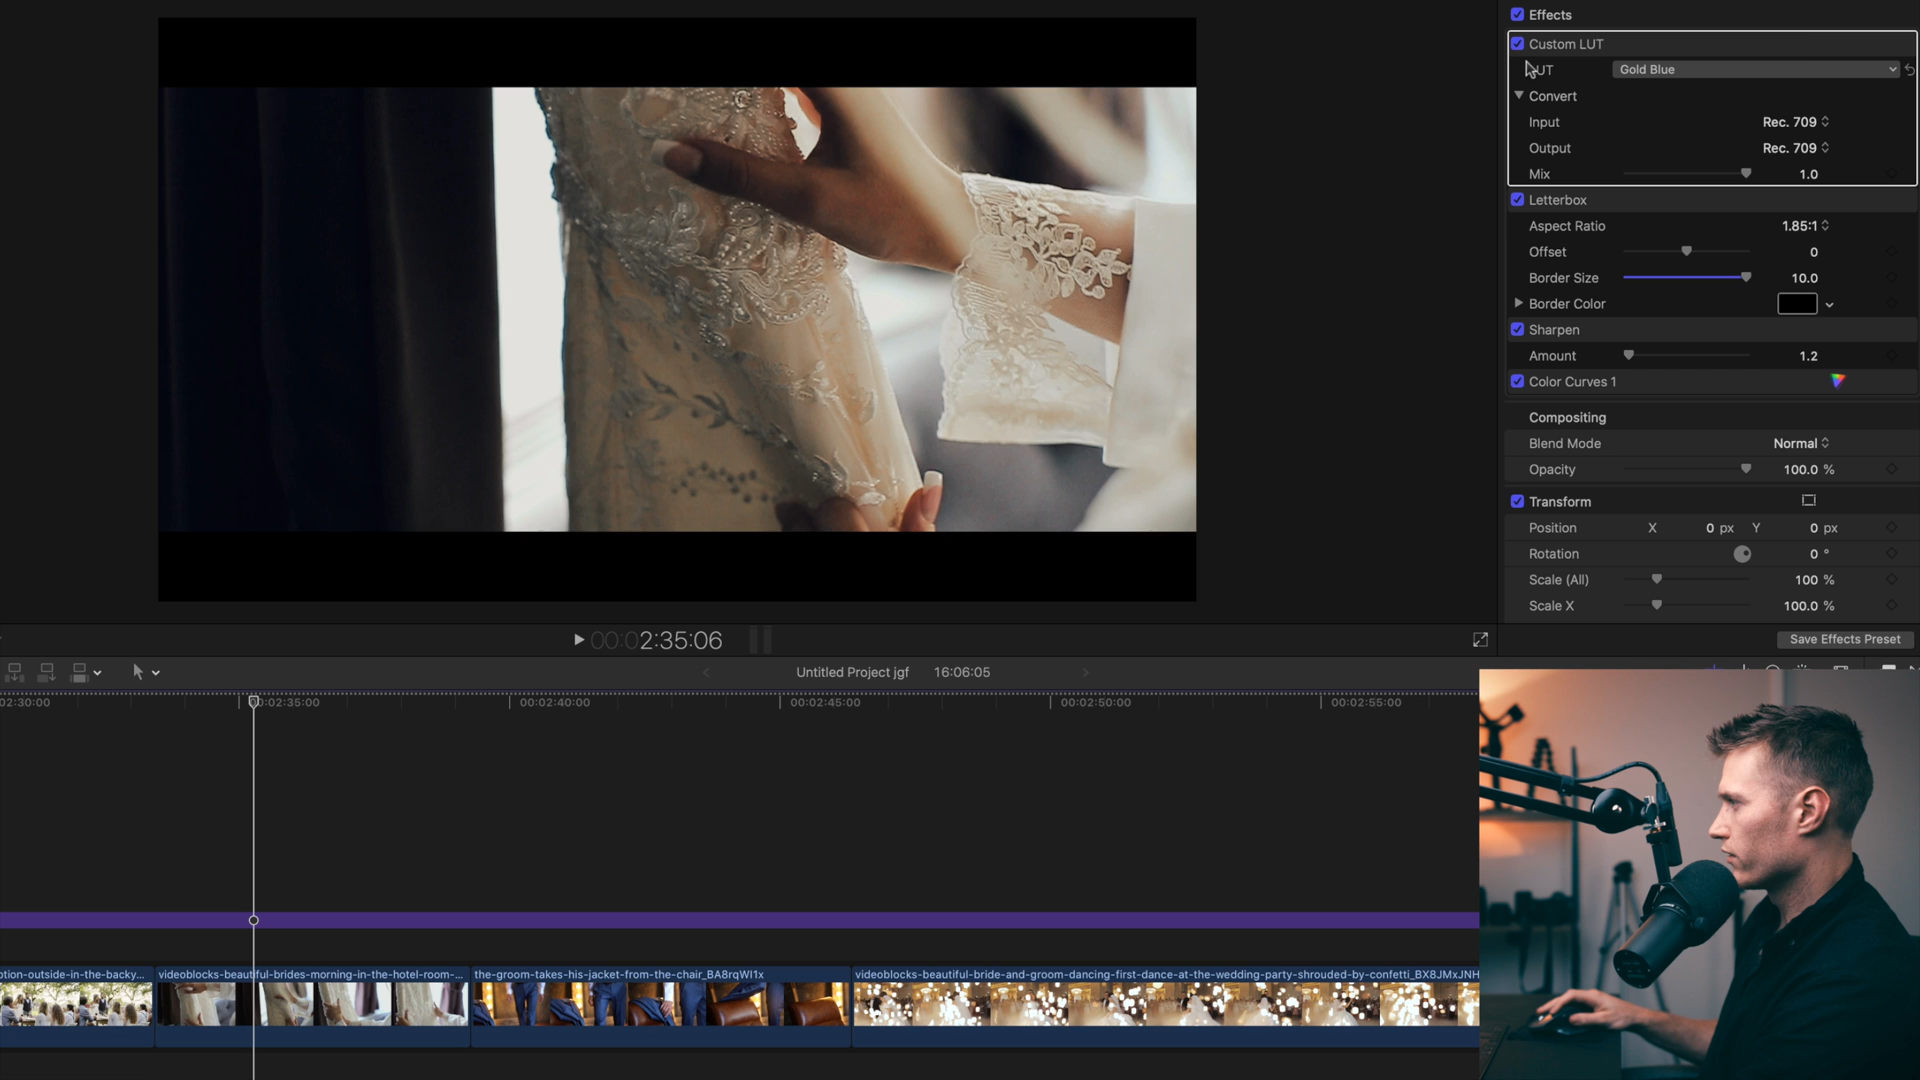 Effects
Custom LUT
LUT Gold Blue
Convert
Input Rec. 709
Output Rec. 709
Mix 1.0
Letterbox
Aspect Ratio 1.85:1
Offset 0
Border Size 10.0
Border Color
Sharpen
Amount 1.2
Color Curves 1
Compositing
Blend Mode Normal
Opacity 100.0 %
Transform
Position X 0 px Y 0 px
Rotation 0 °
Scale (All) 100 %
Scale X 100.0 %
00:02:35:06
Save Effects Preset
Untitled Project jgf 16:06:05
02:30:00 00:02:35:00 00:02:40:00 00:02:45:00 00:02:50:00 00:02:55:00
otion-outside-in-the-backy... videoblocks-beautiful-brides-morning-in-the-hotel-room-... the-groom-takes-his-jacket-from-the-chair_BA8rqWI1x videoblocks-beautiful-bride-and-groom-dancing-first-dance-at-the-wedding-party-shrouded-by-confetti_BX8JMxJNH